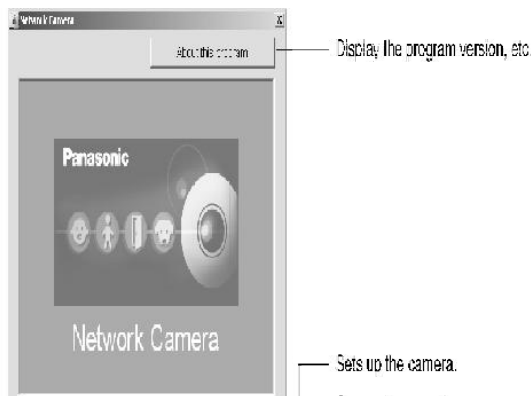 Network Camera
About this program
Display the program version, etc.
Panasonic
Network Camera
Sets up the camera.